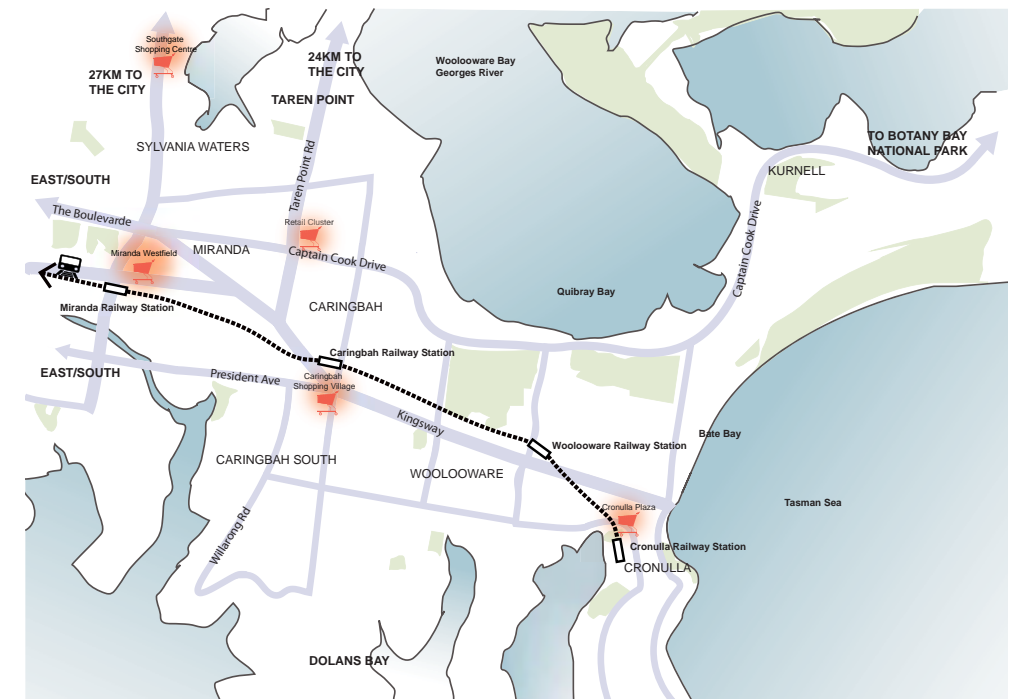 Southgate
Shopping Centre
24KM TO
THE CITY
Woolooware Bay
Georges River
27KM TO
THE CITY
TAREN POINT
TO BOTANY BAY
NATIONAL PARK
SYLVANIA WATERS
KURNELL
EAST/SOUTH
Taren Point Rd
The Boulevarde
Retail Cluster
MIRANDA
Miranda Westfield
Captain Cook Drive
Captain Cook Drive
Quibray Bay
Miranda Railway Station
CARINGBAH
Caringbah Railway Station
EAST/SOUTH
President Ave
Caringbah
Shopping Village
Kingsway
Bate Bay
Woolooware Railway Station
CARINGBAH SOUTH
WOOLOOWARE
Tasman Sea
Cronulla Plaza
Willarong Rd
Cronulla Railway Station
CRONULLA
DOLANS BAY